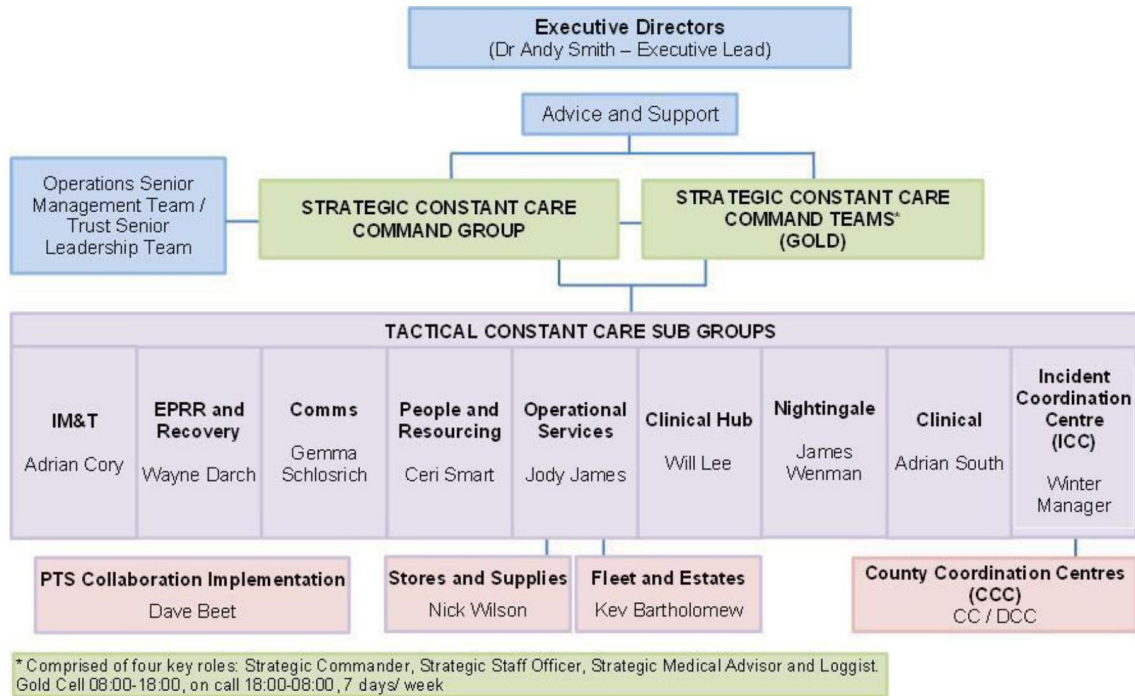 Executive Directors
(Dr Andy Smith – Executive Lead)
Advice and Support
Operations Senior
Management Team /
Trust Senior
Leadership Team
STRATEGIC CONSTANT CARE
COMMAND GROUP
STRATEGIC CONSTANT CARE
COMMAND TEAMS*
(GOLD)
TACTICAL CONSTANT CARE SUB GROUPS
IM&T
Adrian Cory
EPRR and
Recovery
Wayne Darch
Comms
Gemma
Schlosrich
People and
Resourcing
Ceri Smart
Operational
Services
Jody James
Clinical Hub
Will Lee
Nightingale
James
Wenman
Clinical
Adrian South
Incident
Coordination
Centre
(ICC)
Winter
Manager
PTS Collaboration Implementation
Dave Beet
Stores and Supplies
Nick Wilson
Fleet and Estates
Kev Bartholomew
County Coordination Centres
(CCC)
CC / DCC
* Comprised of four key roles: Strategic Commander, Strategic Staff Officer, Strategic Medical Advisor and Loggist.
Gold Cell 08:00-18:00, on call 18:00-08:00, 7 days/ week